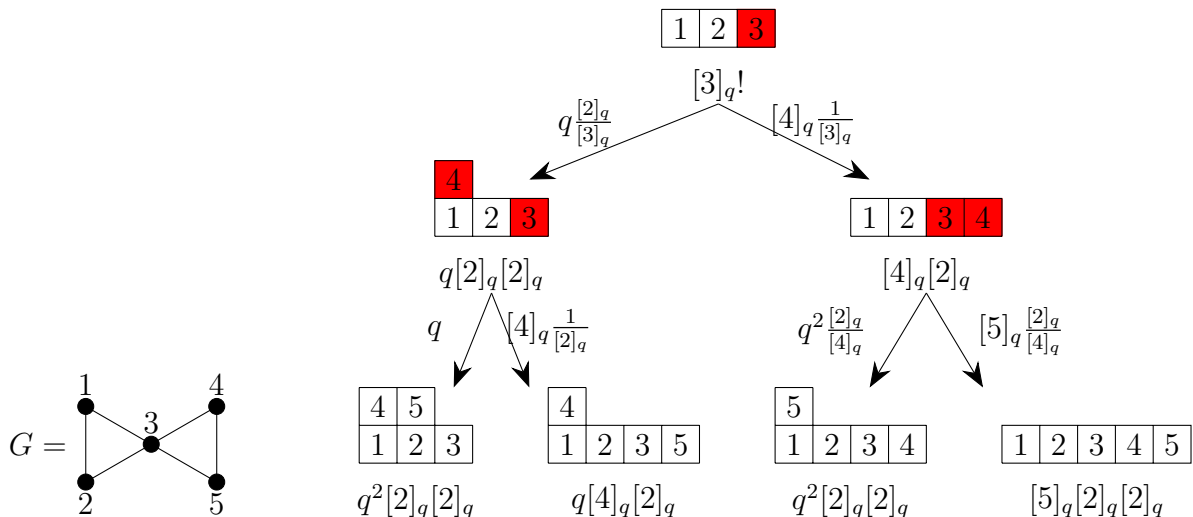 1 2 3
[3]_q!
q [2]_q/[3]_q
[4]_q 1/[3]_q
4
1 2 3
1 2 3 4
q[2]_q[2]_q
[4]_q[2]_q
q
[4]_q 1/[2]_q
q^2 [2]_q/[4]_q
[5]_q [2]_q/[4]_q
G =
1
2
3
4
5
4 5
1 2 3
4
1 2 3 5
5
1 2 3 4
1 2 3 4 5
q^2[2]_q[2]_q
q[4]_q[2]_q
q^2[2]_q[2]_q
[5]_q[2]_q[2]_q